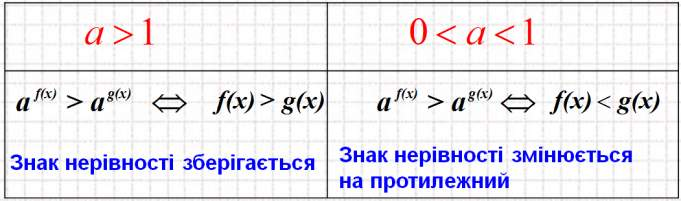 a > 1
0 < a < 1
a^f(x) > a^g(x) ⇔ f(x) > g(x)
a^f(x) > a^g(x) ⇔ f(x) < g(x)
Знак нерівності зберігається
Знак нерівності змінюється
на протилежний